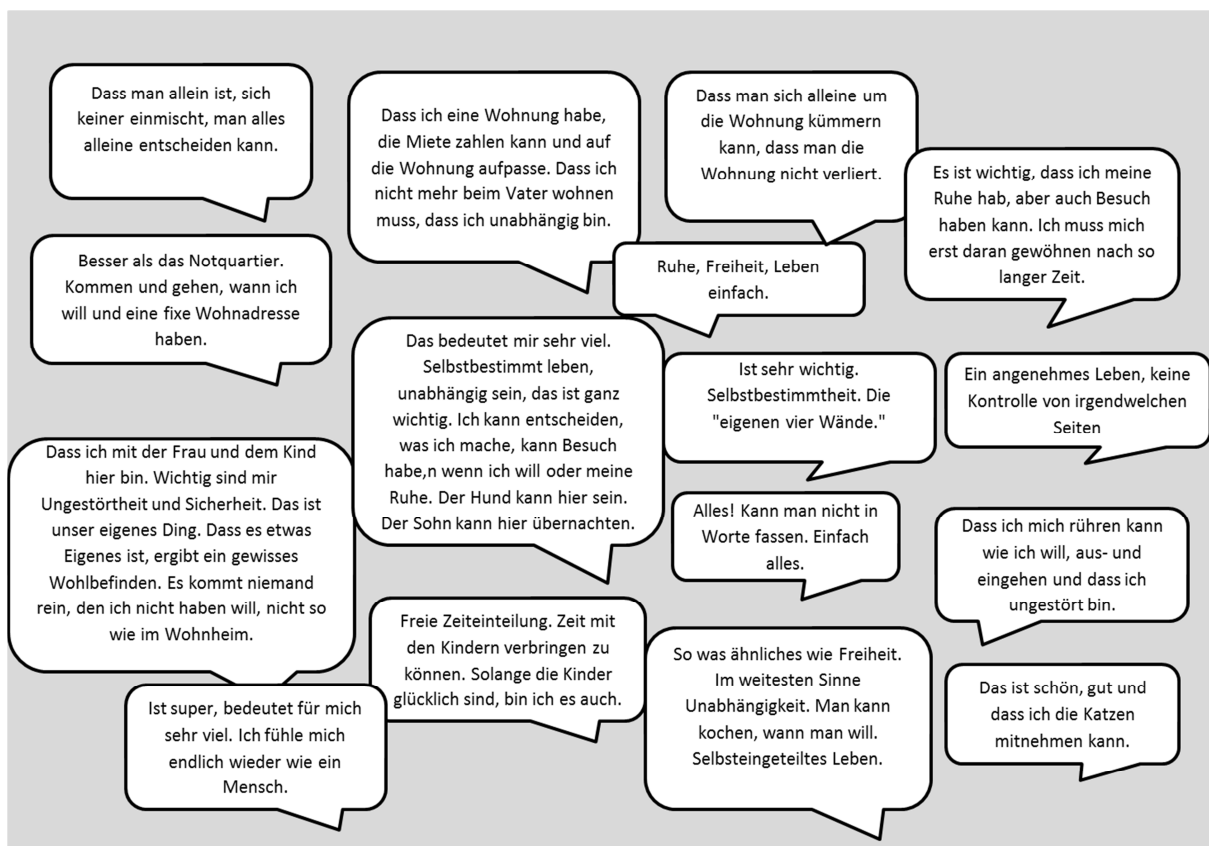 Dass man allein ist, sich
keiner einmischt, man alles
alleine entscheiden kann.
Dass ich eine Wohnung habe,
die Miete zahlen kann und auf
die Wohnung aufpasse. Dass ich
nicht mehr beim Vater wohnen
muss, dass ich unabhängig bin.
Dass man sich alleine um
die Wohnung kümmern
kann, dass man die
Wohnung nicht verliert.
Es ist wichtig, dass ich meine
Ruhe hab, aber auch Besuch
haben kann. Ich muss mich
erst daran gewöhnen nach so
langer Zeit.
Besser als das Notquartier.
Kommen und gehen, wann ich
will und eine fixe Wohnadresse
haben.
Ruhe, Freiheit, Leben
einfach.
Das bedeutet mir sehr viel.
Selbstbestimmt leben,
unabhängig sein, das ist ganz
wichtig. Ich kann entscheiden,
was ich mache, kann Besuch
habe,n wenn ich will oder meine
Ruhe. Der Hund kann hier sein.
Der Sohn kann hier übernachten.
Ist sehr wichtig.
Selbstbestimmtheit. Die
"eigenen vier Wände."
Ein angenehmes Leben, keine
Kontrolle von irgendwelchen
Seiten
Dass ich mit der Frau und dem Kind
hier bin. Wichtig sind mir
Ungestörtheit und Sicherheit. Das ist
unser eigenes Ding. Dass es etwas
Eigenes ist, ergibt ein gewisses
Wohlbefinden. Es kommt niemand
rein, den ich nicht haben will, nicht so
wie im Wohnheim.
Alles! Kann man nicht in
Worte fassen. Einfach
alles.
Dass ich mich rühren kann
wie ich will, aus- und
eingehen und dass ich
ungestört bin.
Freie Zeiteinteilung. Zeit mit
den Kindern verbringen zu
können. Solange die Kinder
glücklich sind, bin ich es auch.
So was ähnliches wie Freiheit.
Im weitesten Sinne
Unabhängigkeit. Man kann
kochen, wann man will.
Selbsteingeteiltes Leben.
Das ist schön, gut und
dass ich die Katzen
mitnehmen kann.
Ist super, bedeutet für mich
sehr viel. Ich fühle mich
endlich wieder wie ein
Mensch.